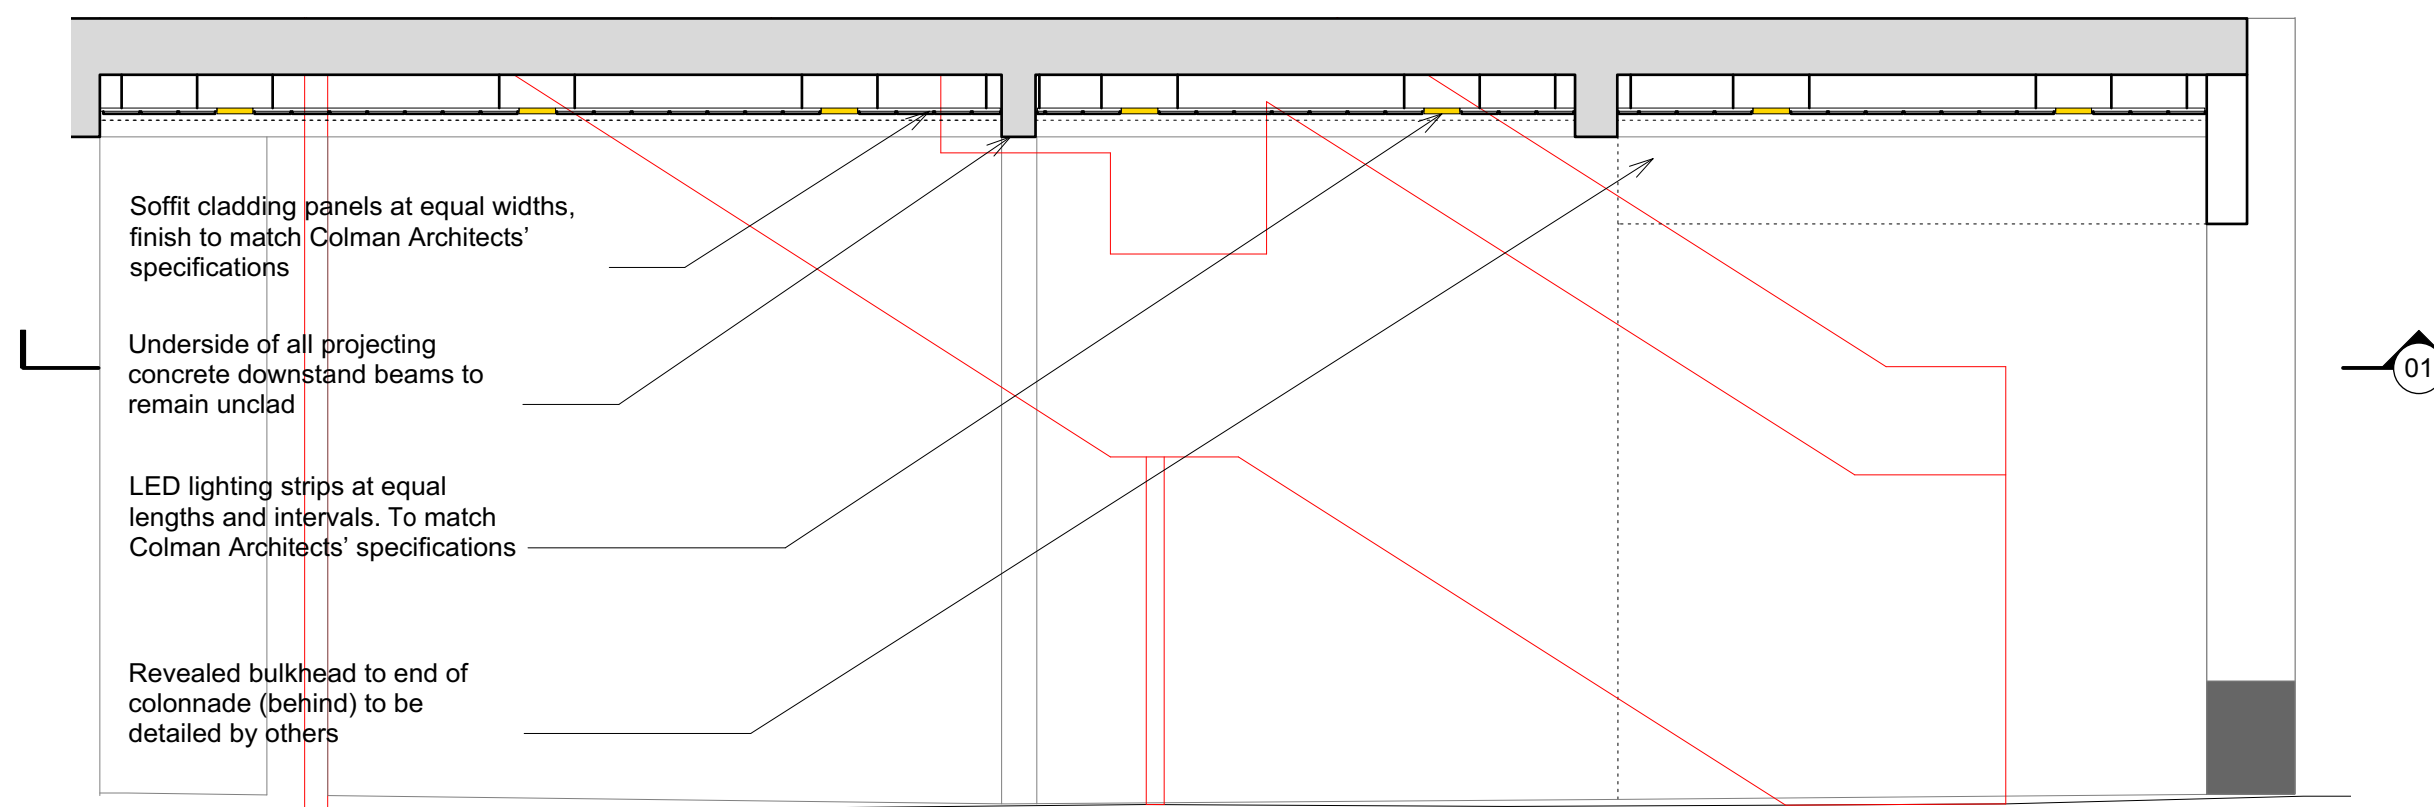 Soffit cladding panels at equal widths,
finish to match Colman Architects’
specifications
Underside of all projecting
concrete downstand beams to
remain unclad
01
LED lighting strips at equal
lengths and intervals. To match
Colman Architects’ specifications
Revealed bulkhead to end of
colonnade (behind) to be
detailed by others